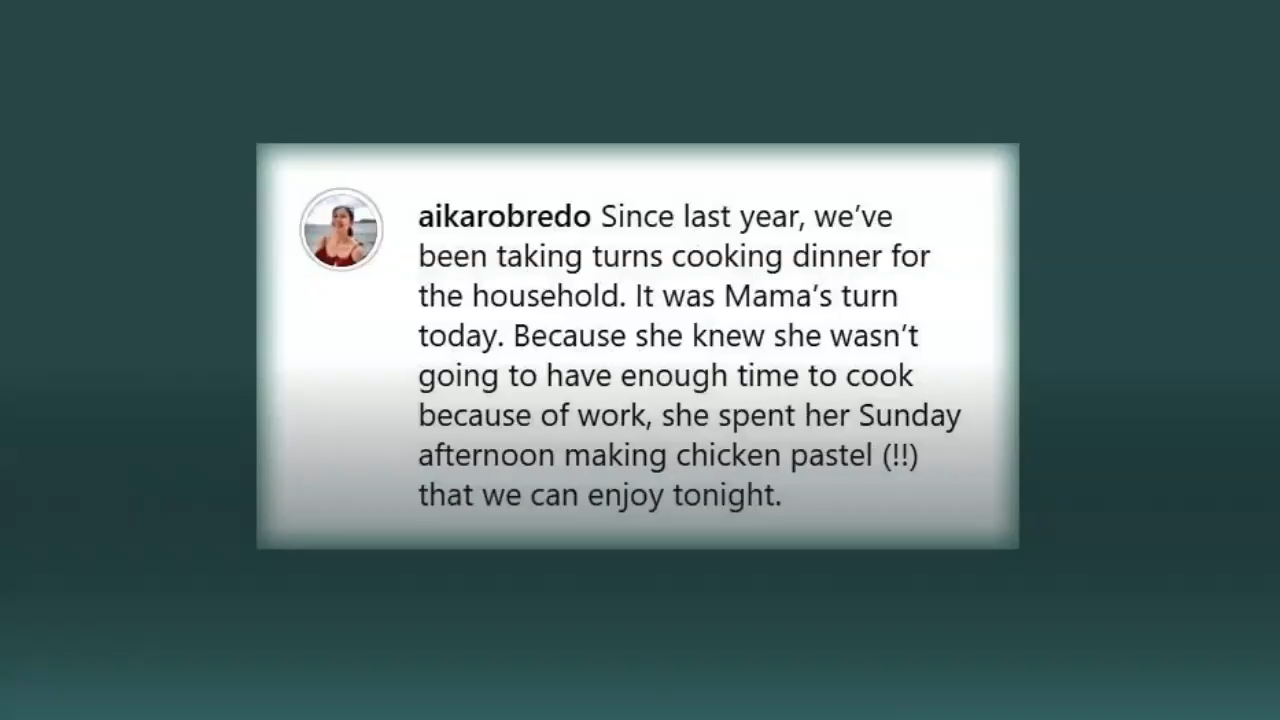 aikarobredo Since last year, we’ve
been taking turns cooking dinner for
the household. It was Mama’s turn
today. Because she knew she wasn’t
going to have enough time to cook
because of work, she spent her Sunday
afternoon making chicken pastel (!!)
that we can enjoy tonight.